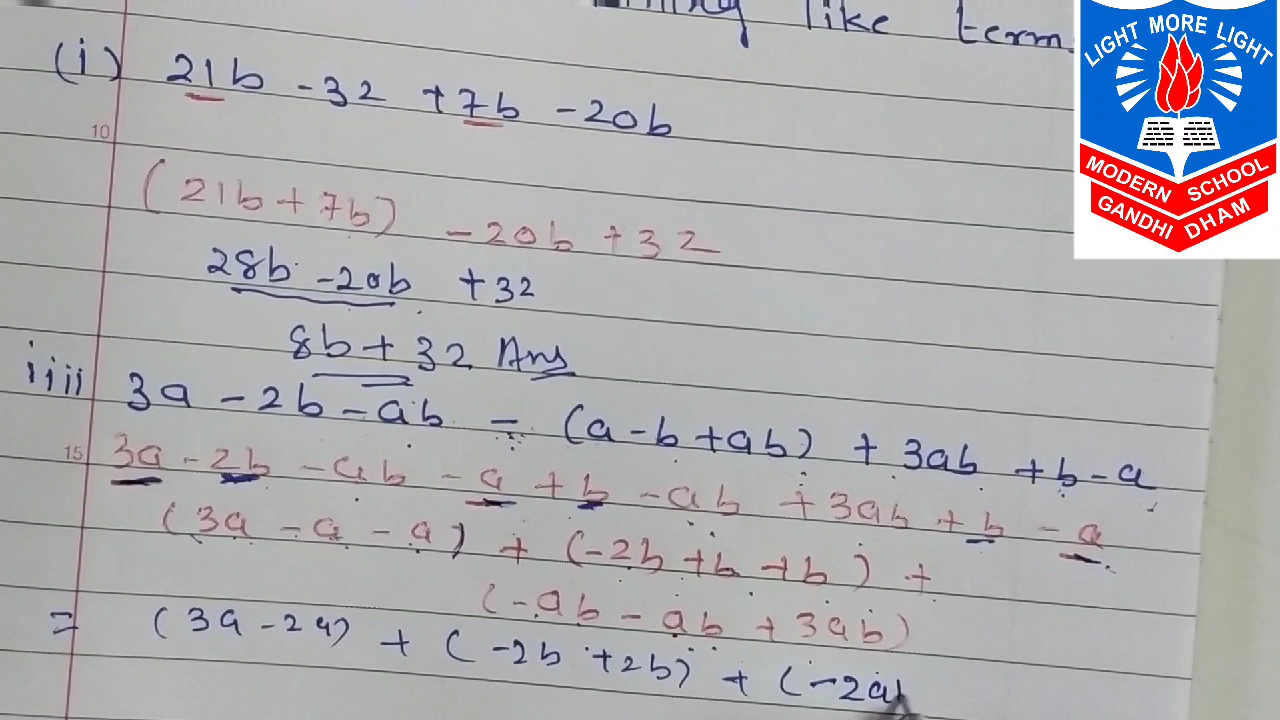 like term
(i) 21b - 32 + 7b - 20b
(21b + 7b) - 20b + 32
28b - 20b + 32
8b + 32 Ans
iiii 3a - 2b - ab - (a - b + ab) + 3ab + b - a
3a - 2b - ab - a + b - ab + 3ab + b - a
(3a - a - a) + (-2b + b + b) +
(-ab - ab + 3ab)
= (3a - 2a) + (-2b + 2b) + (-2a
10
15
LIGHT MORE LIGHT
MODERN SCHOOL
GANDHI DHAM